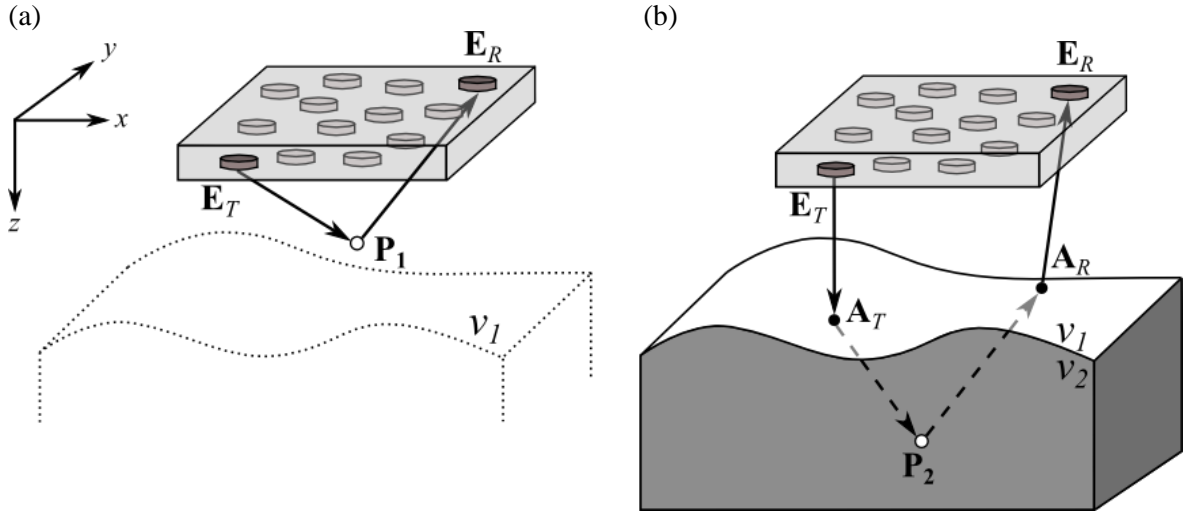 (a)
y
x
z
E_R
E_T
P_1
v_1
(b)
E_R
E_T
A_R
A_T
v_1
v_2
P_2